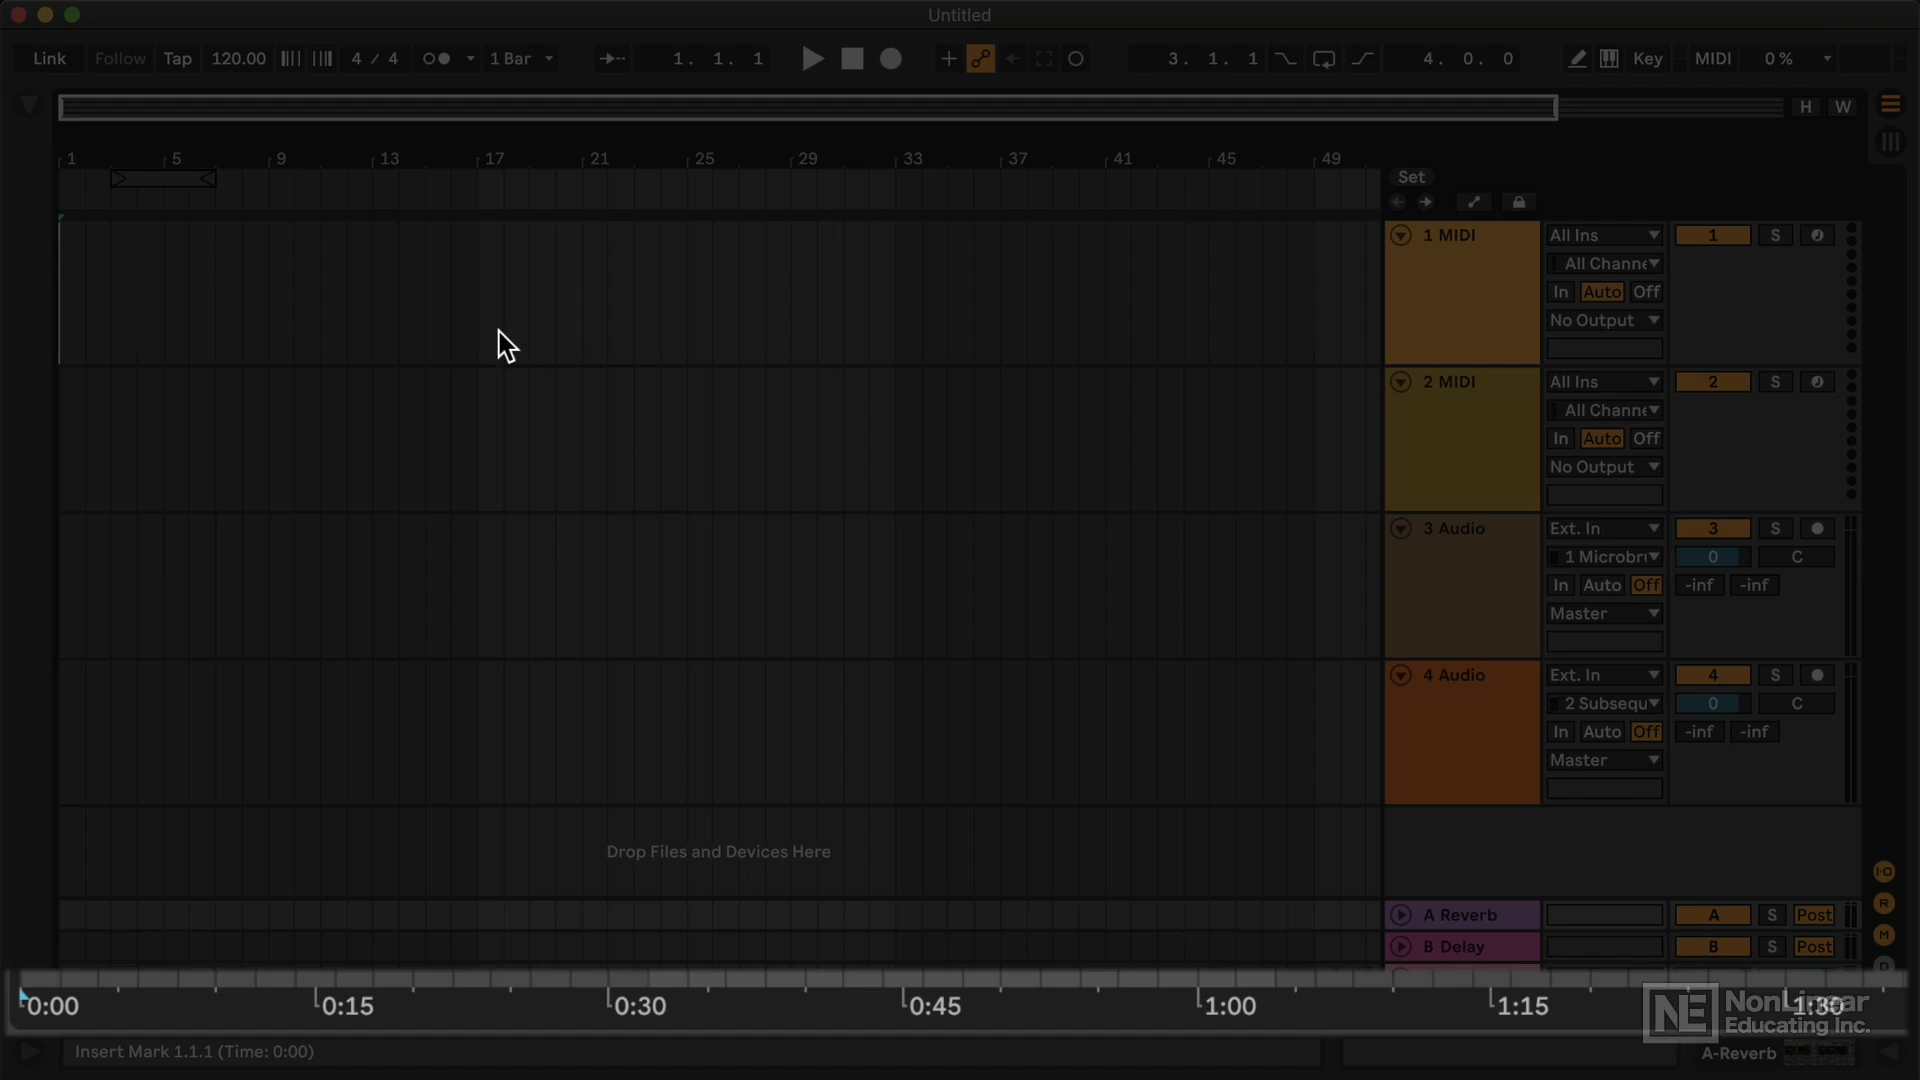 Untitled
Link Follow Tap 120.00 4 / 4 1 Bar 1. 1. 1 3. 1. 1 4. 0. 0 Key MIDI 0 %
H W
1 5 9 13 17 21 25 29 33 37 41 45 49
Set
1 MIDI All Ins 1 S
All Channe
In Auto Off
No Output
2 MIDI All Ins 2 S
All Channe
In Auto Off
No Output
3 Audio Ext. In 3 S
1 Microbru 0 C
In Auto Off -inf -inf
Master
4 Audio Ext. In 4 S
2 Subsequ 0 C
In Auto Off -inf -inf
Master
Drop Files and Devices Here
I·O
A Reverb A S Post R
B Delay B S Post M
D
0:00 0:15 0:30 0:45 1:00 1:15 1:30
NE NonLinear
Educating Inc.
Insert Mark 1.1.1 (Time: 0:00) A-Reverb